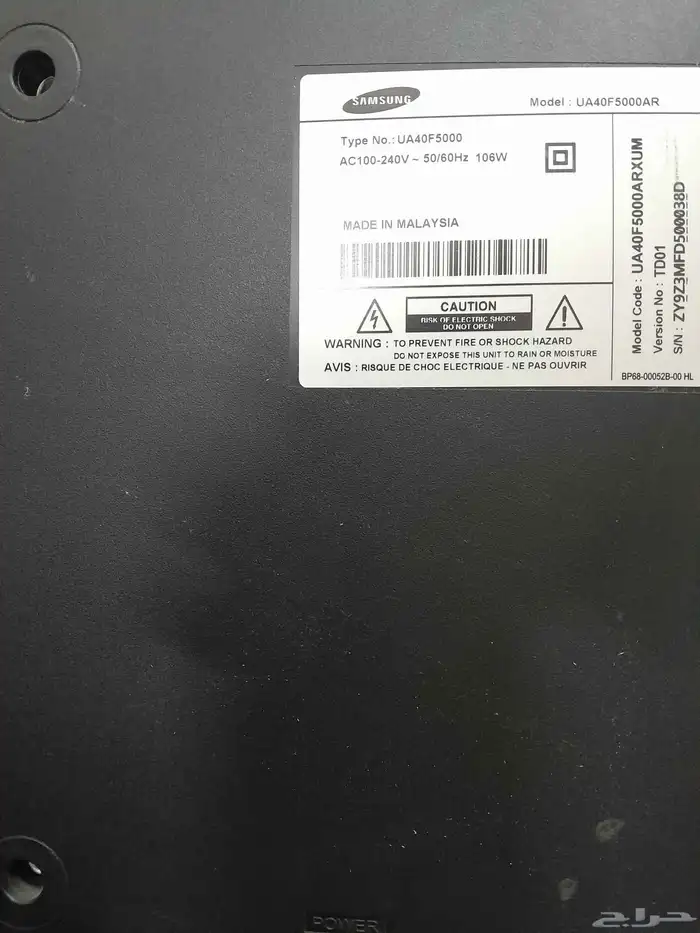 SAMSUNG
Model : UA40F5000AR
Type No.: UA40F5000
AC100-240V ~ 50/60Hz 106W
MADE IN MALAYSIA
CAUTION
RISK OF ELECTRIC SHOCK
DO NOT OPEN
WARNING : TO PREVENT FIRE OR SHOCK HAZARD
DO NOT EXPOSE THIS UNIT TO RAIN OR MOISTURE
AVIS : RISQUE DE CHOC ELECTRIQUE - NE PAS OUVRIR
Model Code : UA40F5000ARXUM
Version No : TD01
S/N : ZY9Z3MFD500038D
BP68-00052B-00 HL
POWER
حراج